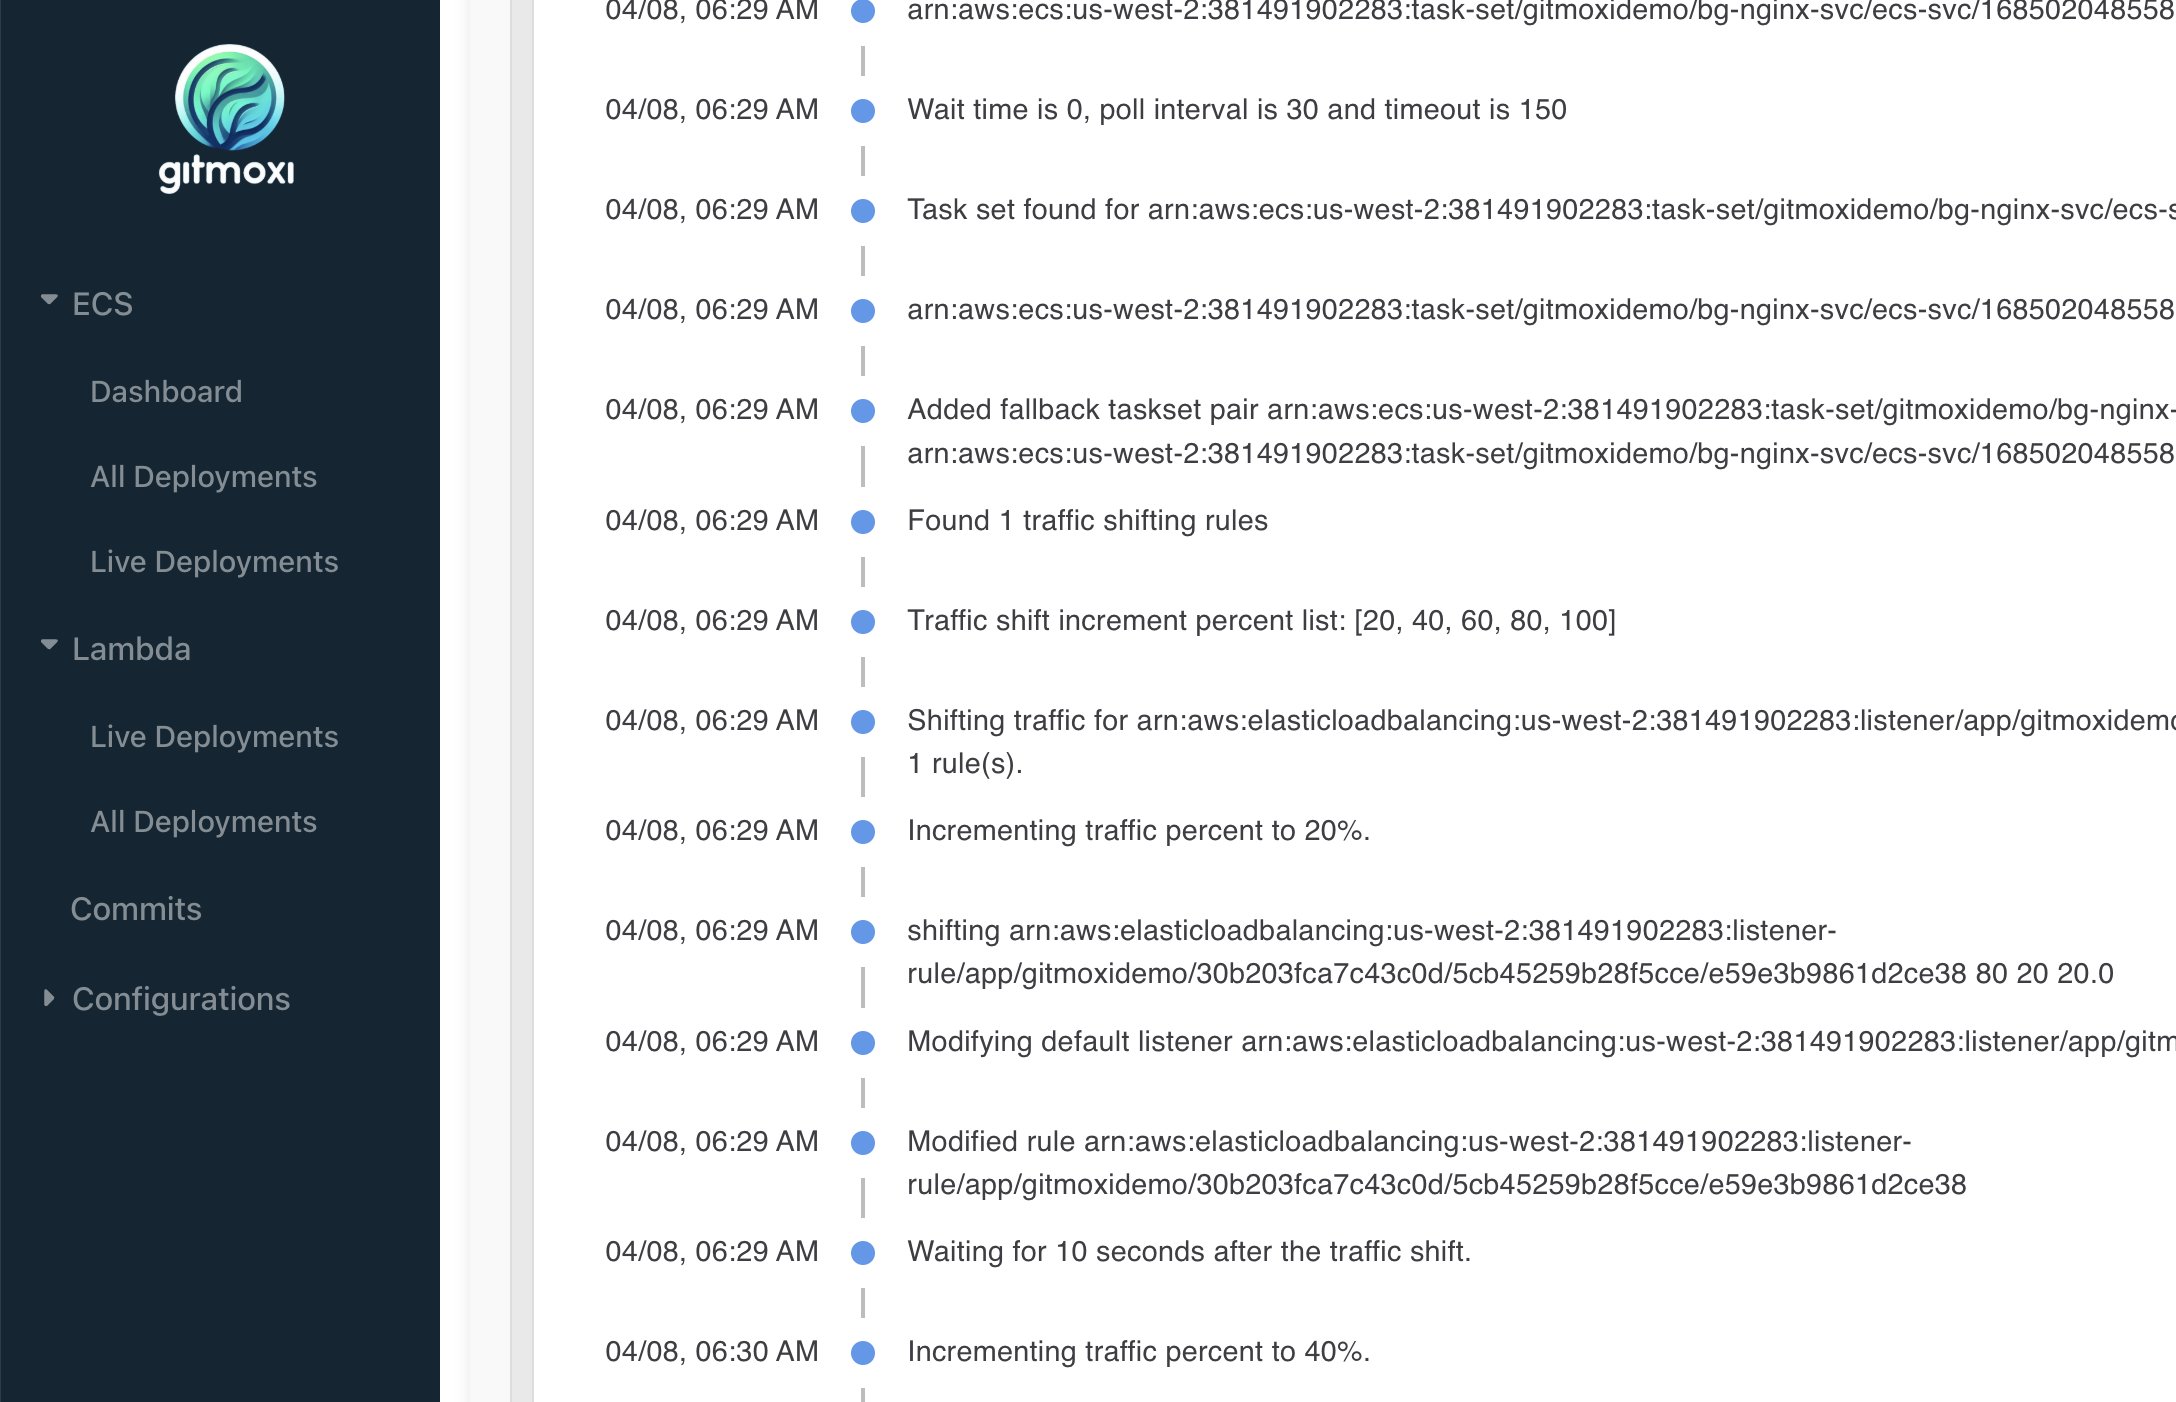 gitmoxi
ECS
Dashboard
All Deployments
Live Deployments
Lambda
Live Deployments
All Deployments
Commits
Configurations
04/08, 06:29 AM arn:aws:ecs:us-west-2:381491902283:task-set/gitmoxidemo/bg-nginx-svc/ecs-svc/168502048558
04/08, 06:29 AM Wait time is 0, poll interval is 30 and timeout is 150
04/08, 06:29 AM Task set found for arn:aws:ecs:us-west-2:381491902283:task-set/gitmoxidemo/bg-nginx-svc/ecs-s
04/08, 06:29 AM arn:aws:ecs:us-west-2:381491902283:task-set/gitmoxidemo/bg-nginx-svc/ecs-svc/168502048558
04/08, 06:29 AM Added fallback taskset pair arn:aws:ecs:us-west-2:381491902283:task-set/gitmoxidemo/bg-nginx-
arn:aws:ecs:us-west-2:381491902283:task-set/gitmoxidemo/bg-nginx-svc/ecs-svc/168502048558
04/08, 06:29 AM Found 1 traffic shifting rules
04/08, 06:29 AM Traffic shift increment percent list: [20, 40, 60, 80, 100]
04/08, 06:29 AM Shifting traffic for arn:aws:elasticloadbalancing:us-west-2:381491902283:listener/app/gitmoxidemo
1 rule(s).
04/08, 06:29 AM Incrementing traffic percent to 20%.
04/08, 06:29 AM shifting arn:aws:elasticloadbalancing:us-west-2:381491902283:listener-
rule/app/gitmoxidemo/30b203fca7c43c0d/5cb45259b28f5cce/e59e3b9861d2ce38 80 20 20.0
04/08, 06:29 AM Modifying default listener arn:aws:elasticloadbalancing:us-west-2:381491902283:listener/app/gitm
04/08, 06:29 AM Modified rule arn:aws:elasticloadbalancing:us-west-2:381491902283:listener-
rule/app/gitmoxidemo/30b203fca7c43c0d/5cb45259b28f5cce/e59e3b9861d2ce38
04/08, 06:29 AM Waiting for 10 seconds after the traffic shift.
04/08, 06:30 AM Incrementing traffic percent to 40%.